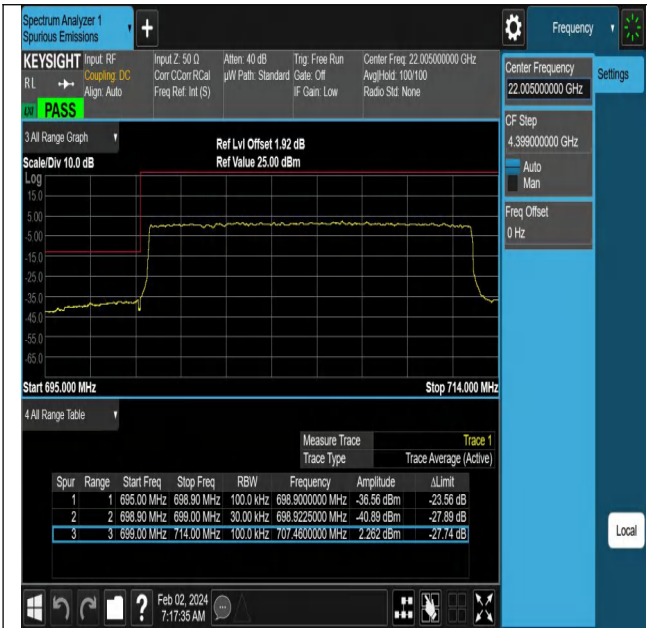 Spectrum Analyzer 1
Spurious Emissions
Frequency
KEYSIGHT Input: RF Input Z: 50 Ω Atten: 40 dB Trig: Free Run Center Freq: 22.005000000 GHz
RL Coupling: DC Corr CCorr RCal µW Path: Standard Gate: Off Avg|Hold: 100/100
Align: Auto Freq Ref: Int (S) IF Gain: Low Radio Std: None
PASS
Center Frequency
22.005000000 GHz
Settings
CF Step
4.399000000 GHz
Auto
Man
Freq Offset
0 Hz
3 All Range Graph
Ref Lvl Offset 1.92 dB
Scale/Div 10.0 dB Ref Value 25.00 dBm
Log
15.0
5.00
-5.00
-15.0
-25.0
-35.0
-45.0
-55.0
-65.0
Start 695.000 MHz Stop 714.000 MHz
4 All Range Table
Measure Trace Trace 1
Trace Type Trace Average (Active)
Spur Range Start Freq Stop Freq RBW Frequency Amplitude ΔLimit
1 1 695.00 MHz 698.90 MHz 100.0 kHz 698.9000000 MHz -36.56 dBm -23.56 dB
2 2 698.90 MHz 699.00 MHz 30.00 kHz 698.9225000 MHz -40.89 dBm -27.89 dB
3 3 699.00 MHz 714.00 MHz 100.0 kHz 707.4600000 MHz 2.262 dBm -27.74 dB
Local
Feb 02, 2024
7:17:35 AM